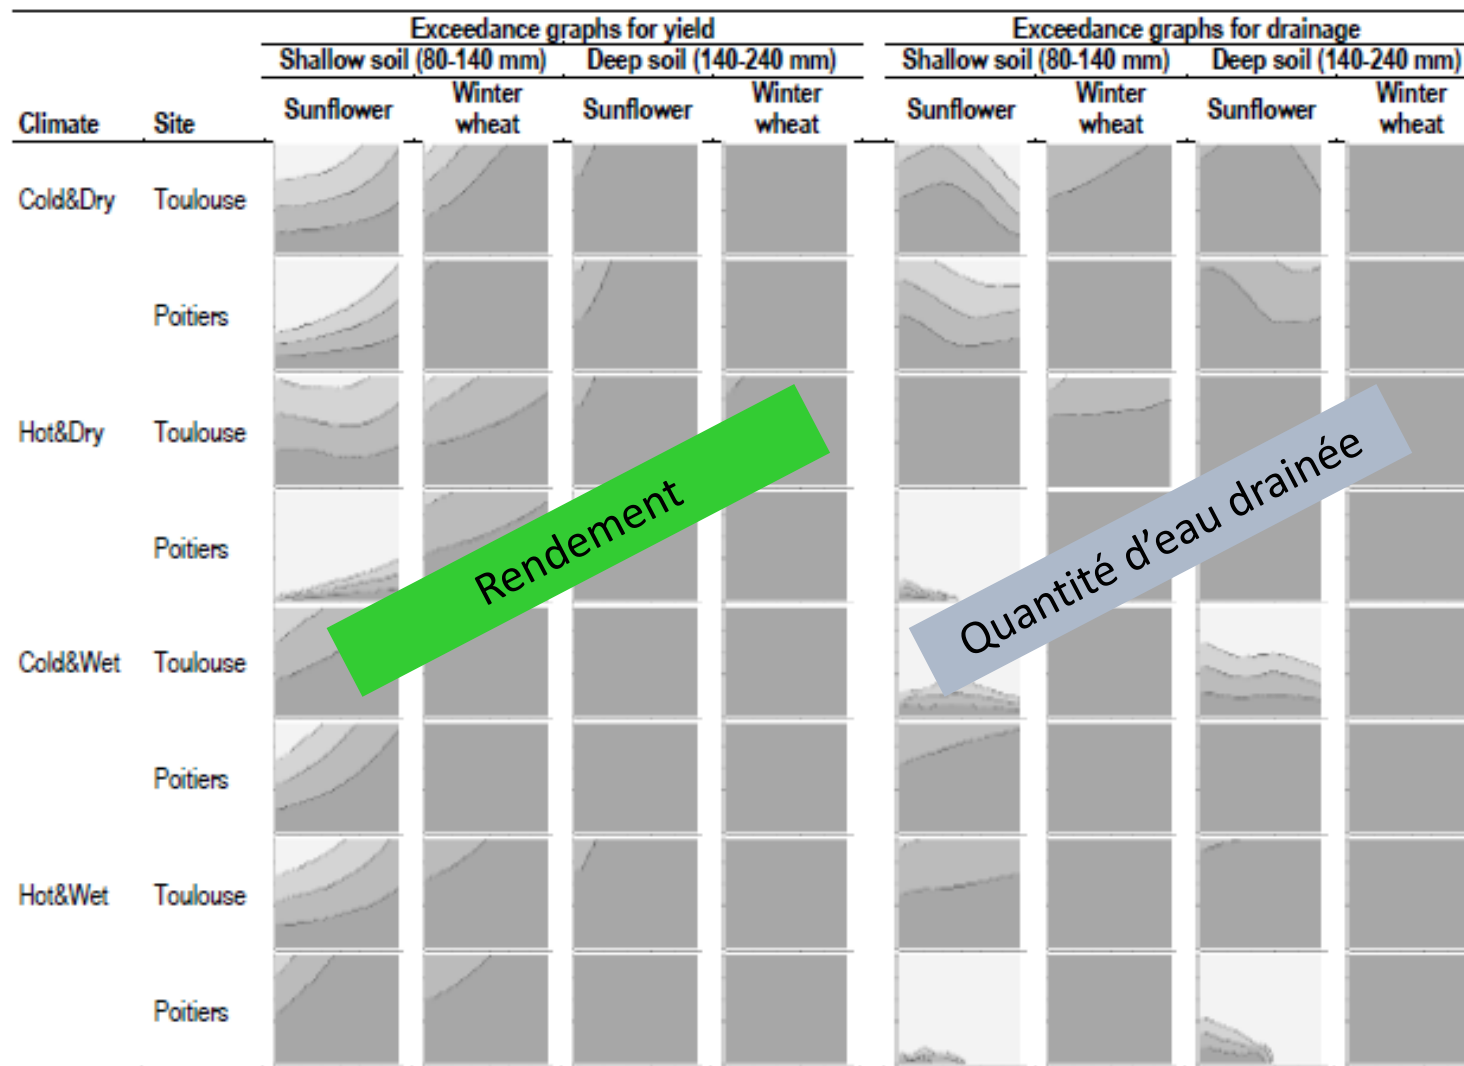 Exceedance graphs for yield Exceedance graphs for drainage
Shallow soil (80-140 mm) Deep soil (140-240 mm) Shallow soil (80-140 mm) Deep soil (140-240 mm)
Climate Site Sunflower Winter wheat Sunflower Winter wheat Sunflower Winter wheat Sunflower Winter wheat
Cold&Dry Toulouse
Poitiers
Hot&Dry Toulouse
Poitiers
Cold&Wet Toulouse
Poitiers
Hot&Wet Toulouse
Poitiers
Rendement
Quantité d'eau drainée